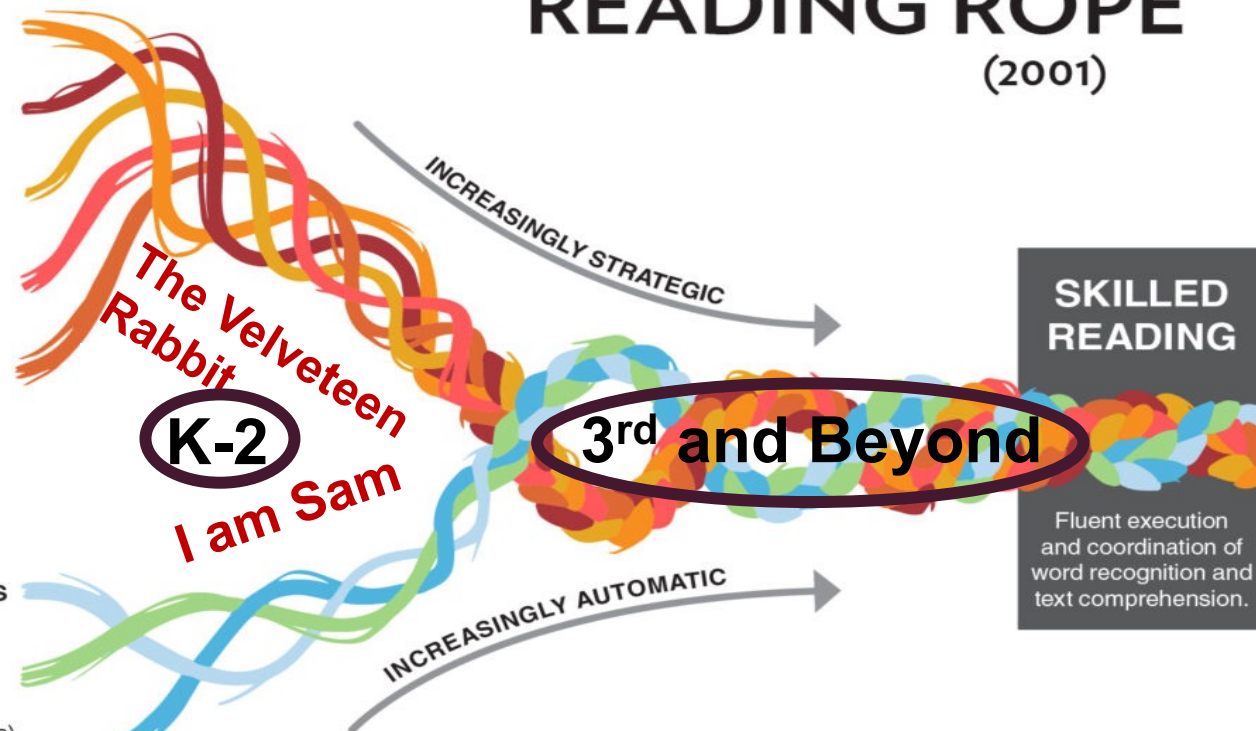 READING ROPE
(2001)
INCREASINGLY STRATEGIC
The Velveteen
Rabbit
K-2
I am Sam
3rd and Beyond
SKILLED
READING
Fluent execution
and coordination of
word recognition and
text comprehension.
INCREASINGLY AUTOMATIC